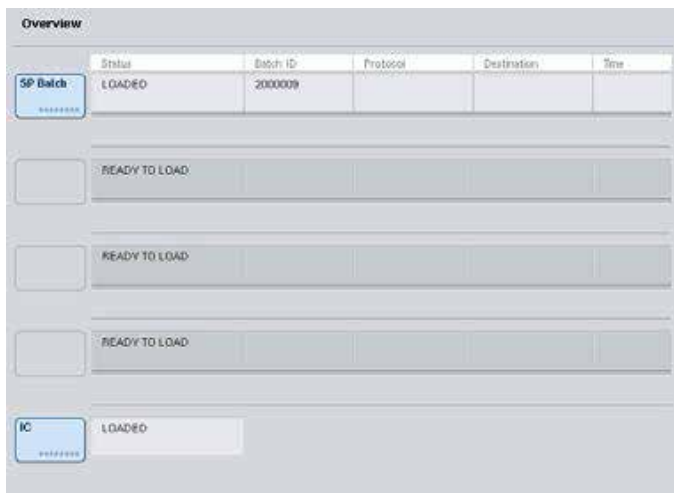 Overview
Status Batch ID Protocol Destination Time
SP Batch LOADED 2000009
READY TO LOAD
READY TO LOAD
READY TO LOAD
IC LOADED